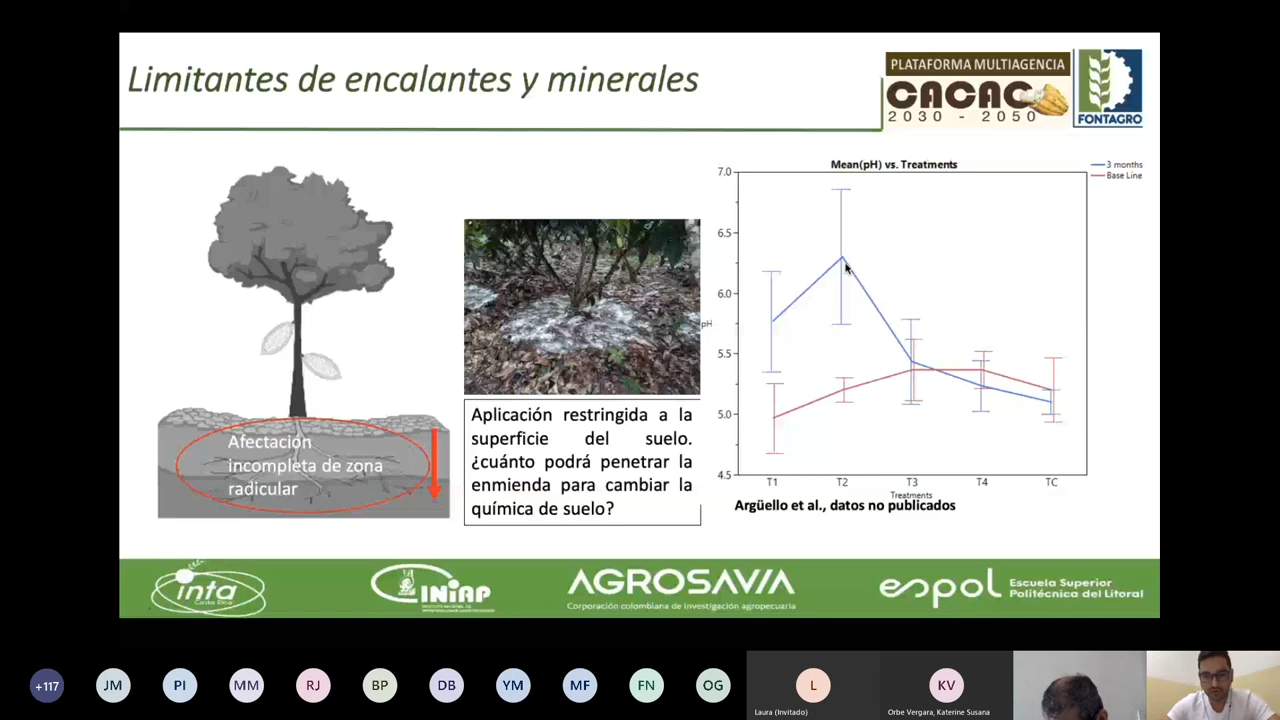 Limitantes de encalantes y minerales
PLATAFORMA MULTIAGENCIA
CACAO
2030 - 2050
FONTAGRO
Afectación
incompleta de zona
radicular
Aplicación restringida a la
superficie del suelo.
¿cuánto podrá penetrar la
enmienda para cambiar la
química de suelo?
Mean(pH) vs. Treatments
3 months
Base Line
7.0
6.5
6.0
5.5
5.0
4.5
pH
T1 T2 T3 T4 TC
Treatments
Argüello et al., datos no publicados
inta
Costa Rica
INIAP
AGROSAVIA
Corporación colombiana de investigación agropecuaria
espol
Escuela Superior
Politécnica del Litoral
+117 JM PI MM RJ BP DB YM MF FN OG L KV
Laura (Invitado)
Orbe Vergara, Katerine Susana